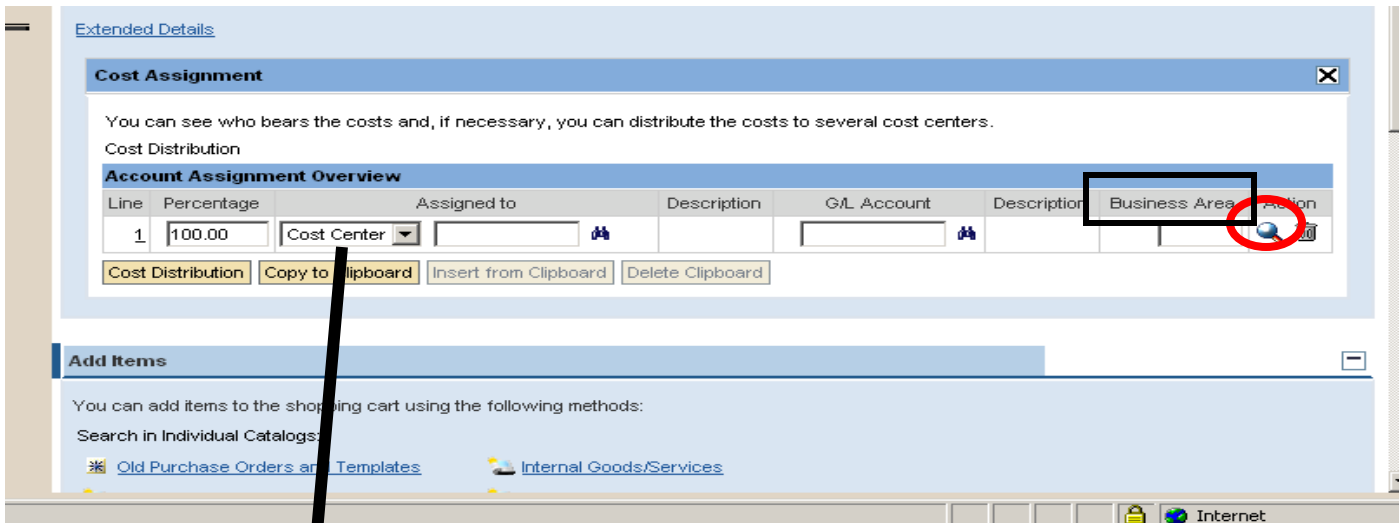 Extended Details
Cost Assignment
You can see who bears the costs and, if necessary, you can distribute the costs to several cost centers.
Cost Distribution
Account Assignment Overview
Line Percentage Assigned to Description G/L Account Description Business Area Action
1 100.00 Cost Center
Cost Distribution Copy to Clipboard Insert from Clipboard Delete Clipboard
Add Items
You can add items to the shopping cart using the following methods:
Search in Individual Catalogs:
Old Purchase Orders and Templates Internal Goods/Services
Internet